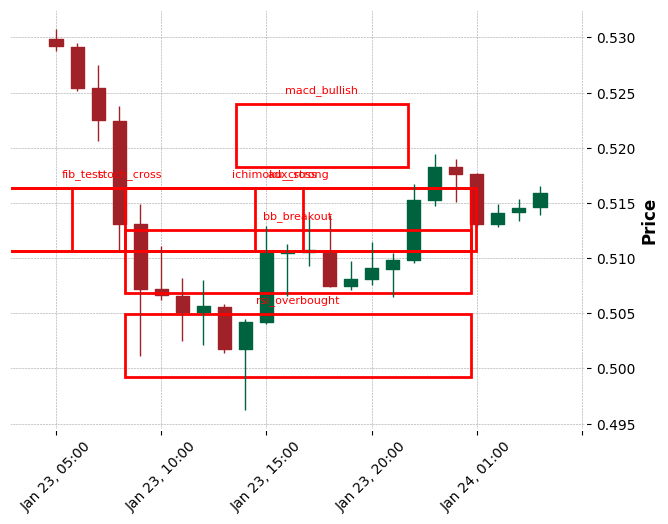 0.530
0.525
macd_bullish
0.520
fib_test
stoch_cross
ichimoku_cross
adx_strong
0.515
bb_breakout
0.510
rsi_overbought
0.505
0.500
0.495
Price
Jan 23, 05:00
Jan 23, 10:00
Jan 23, 15:00
Jan 23, 20:00
Jan 24, 01:00